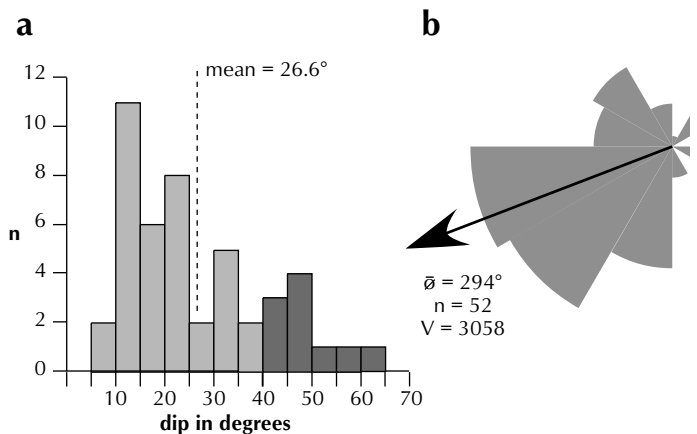 a
b
mean = 26.6°
12
10
8
6
4
2
0
n
10 20 30 40 50 60 70
dip in degrees
ø̄ = 294°
n = 52
V = 3058